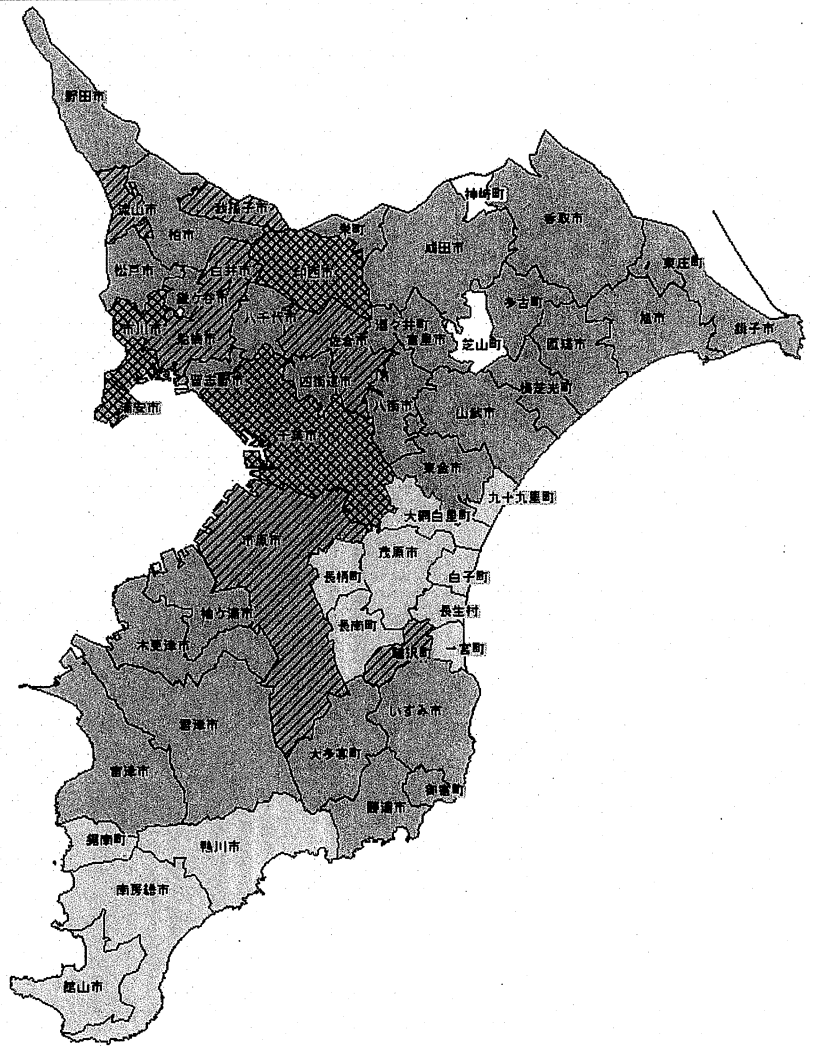 野田市
神崎町
流山市
我孫子市
栄町
香取市
柏市
成田市
松戸市
白井市
印西市
東庄町
鎌ヶ谷市
多古町
市川市
船橋市
八千代市
佐倉市
酒々井町
富里市
芝山町
匝瑳市
旭市
銚子市
習志野市
四街道市
横芝光町
浦安市
八街市
山武市
千葉市
東金市
九十九里町
大網白里町
市原市
茂原市
長柄町
白子町
袖ケ浦市
長生村
長南町
木更津市
睦沢町
一宮町
いすみ市
君津市
大多喜町
富津市
御宿町
勝浦市
鋸南町
鴨川市
南房総市
館山市